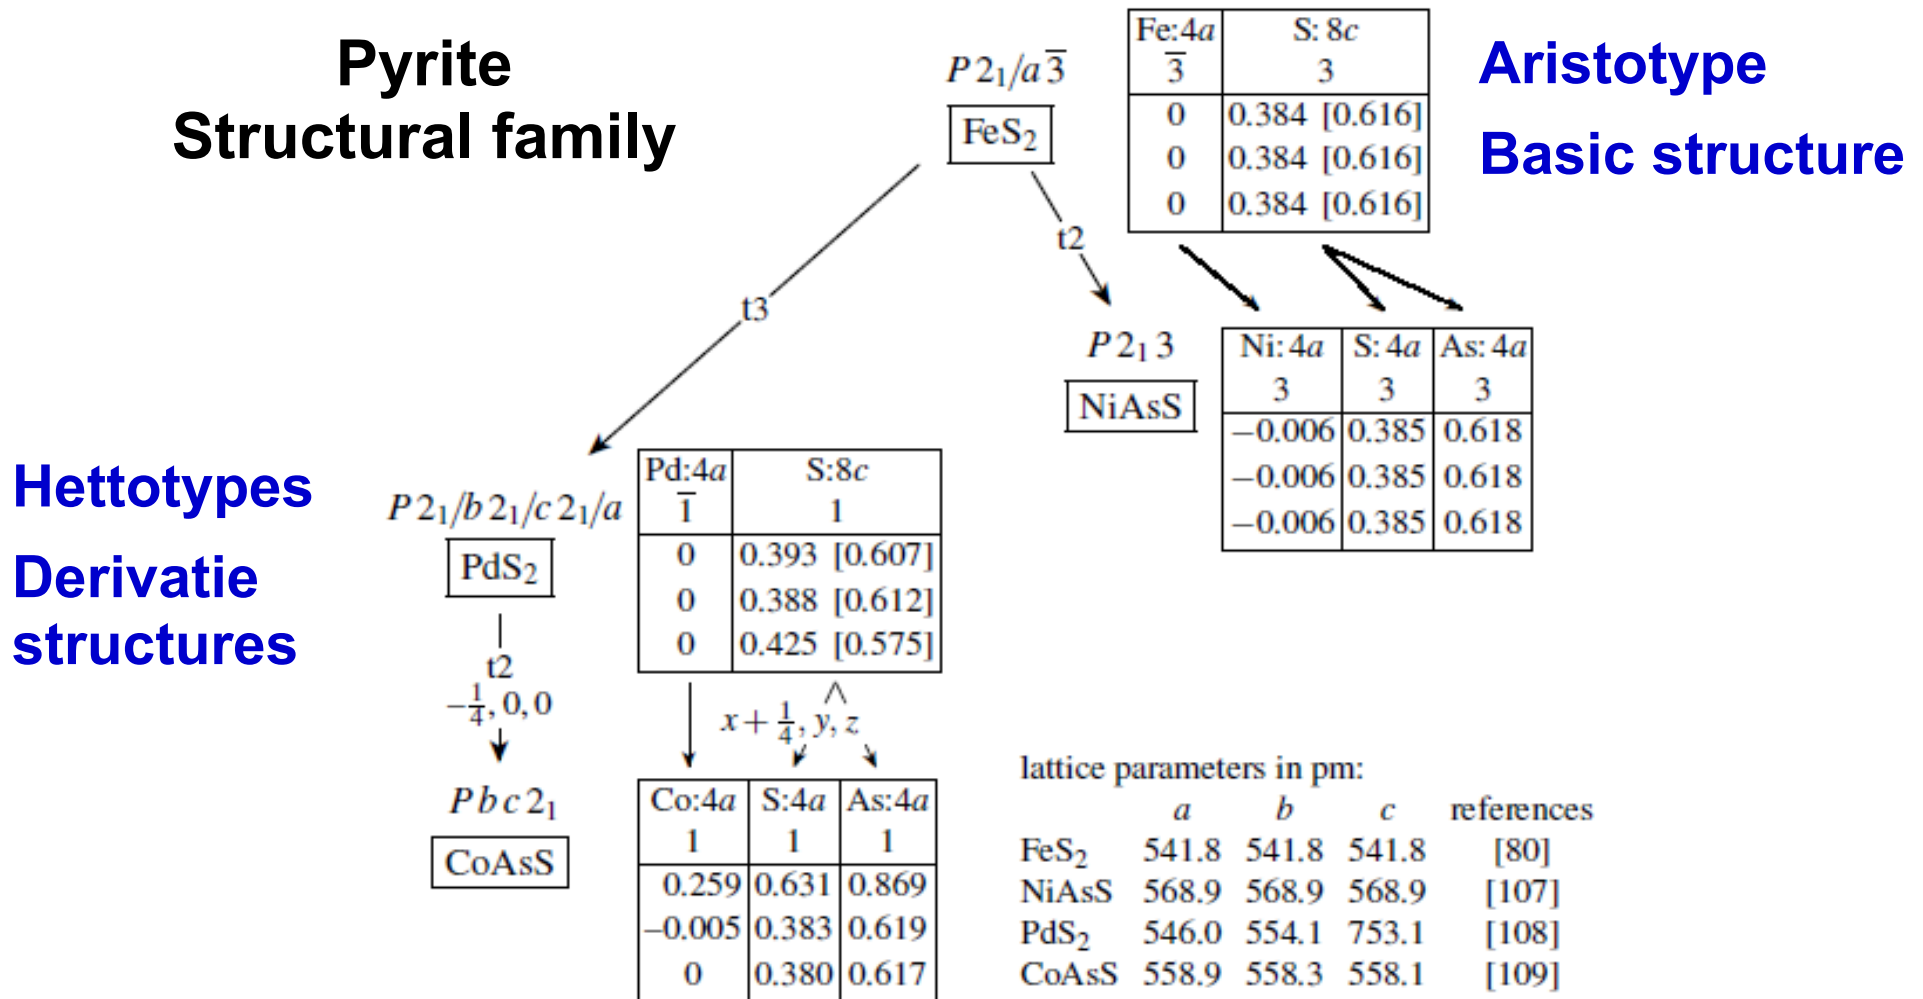 Pyrite
Structural family
P2₁/a3̅
FeS₂
Fe:4a S:8c
3̅ 3
0 0.384 [0.616]
0 0.384 [0.616]
0 0.384 [0.616]
Aristotype
Basic structure
t3
t2
P2₁3
NiAsS
Ni:4a S:4a As:4a
3 3 3
−0.006 0.385 0.618
−0.006 0.385 0.618
−0.006 0.385 0.618
Hettotypes
Derivatie
structures
P2₁/b2₁/c2₁/a
PdS₂
Pd:4a S:8c
1̅ 1
0 0.393 [0.607]
0 0.388 [0.612]
0 0.425 [0.575]
t2
−1/4,0,0
x+1/4, y, z
Pbc2₁
CoAsS
Co:4a S:4a As:4a
1 1 1
0.259 0.631 0.869
−0.005 0.383 0.619
0 0.380 0.617
lattice parameters in pm:
a b c references
FeS₂ 541.8 541.8 541.8 [80]
NiAsS 568.9 568.9 568.9 [107]
PdS₂ 546.0 554.1 753.1 [108]
CoAsS 558.9 558.3 558.1 [109]